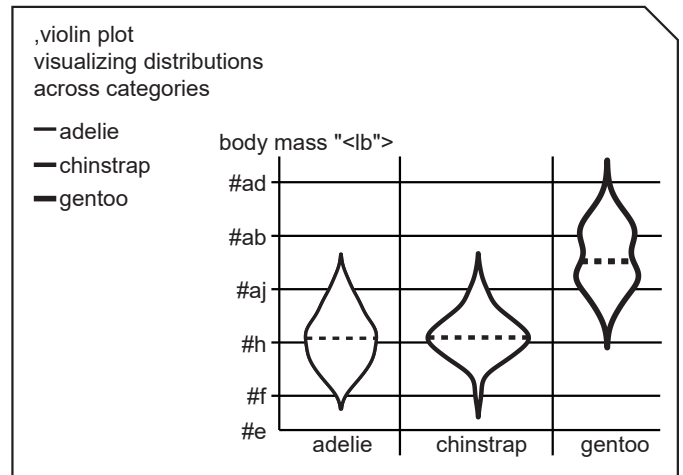 ,violin plot
visualizing distributions
across categories
adelie
chinstrap
gentoo
body mass "<lb">
#ad
#ab
#aj
#h
#f
#e
adelie chinstrap gentoo